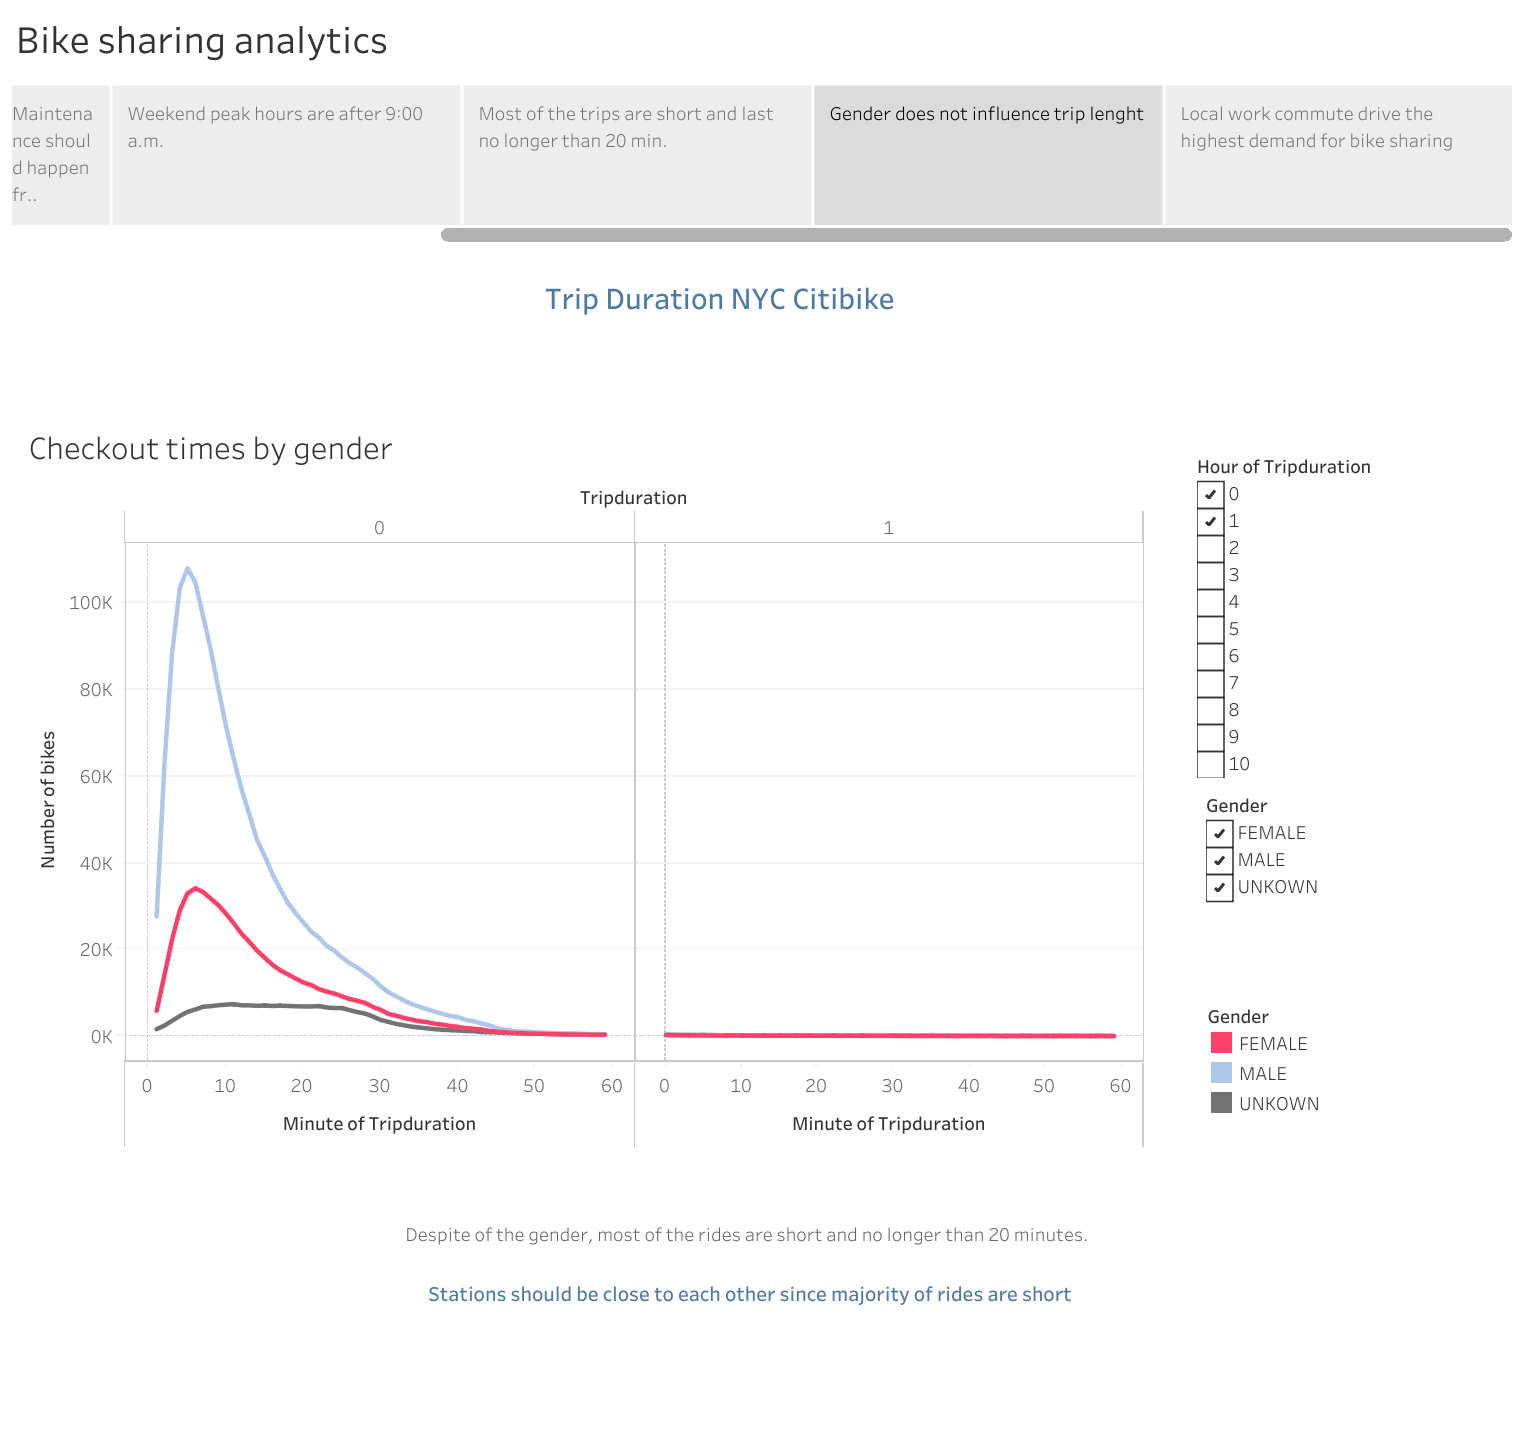 Bike sharing analytics
Maintena
nce shoul
d happen
fr..
Weekend peak hours are after 9:00
a.m.
Most of the trips are short and last
no longer than 20 min.
Gender does not influence trip lenght
Local work commute drive the
highest demand for bike sharing
Trip Duration NYC Citibike
Checkout times by gender
Tripduration
0
1
Number of bikes
100K
80K
60K
40K
20K
0K
0 10 20 30 40 50 60
0 10 20 30 40 50 60
Minute of Tripduration
Minute of Tripduration
Hour of Tripduration
0
1
2
3
4
5
6
7
8
9
10
Gender
FEMALE
MALE
UNKOWN
Gender
FEMALE
MALE
UNKOWN
Despite of the gender, most of the rides are short and no longer than 20 minutes.
Stations should be close to each other since majority of rides are short